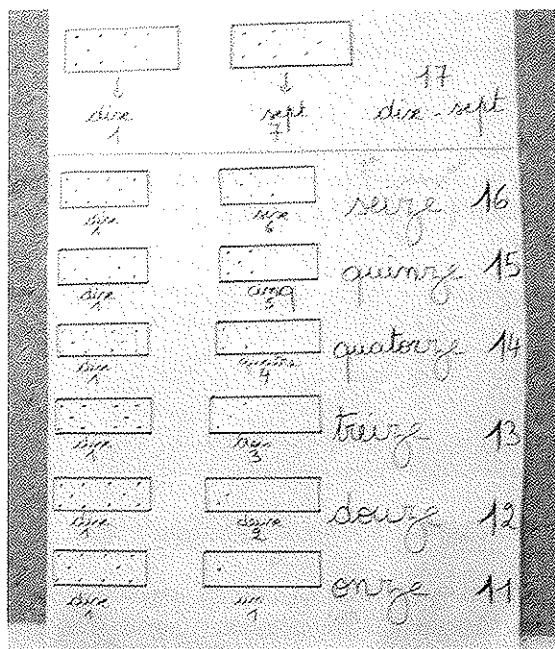 17
dix sept dix-sept
1 7
dix six seize 16
1 6
dix cinq quinze 15
1 5
dix quatre quatorze 14
1 4
dix trois treize 13
1 3
dix douze 12
1 2
dix un onze 11
1 1